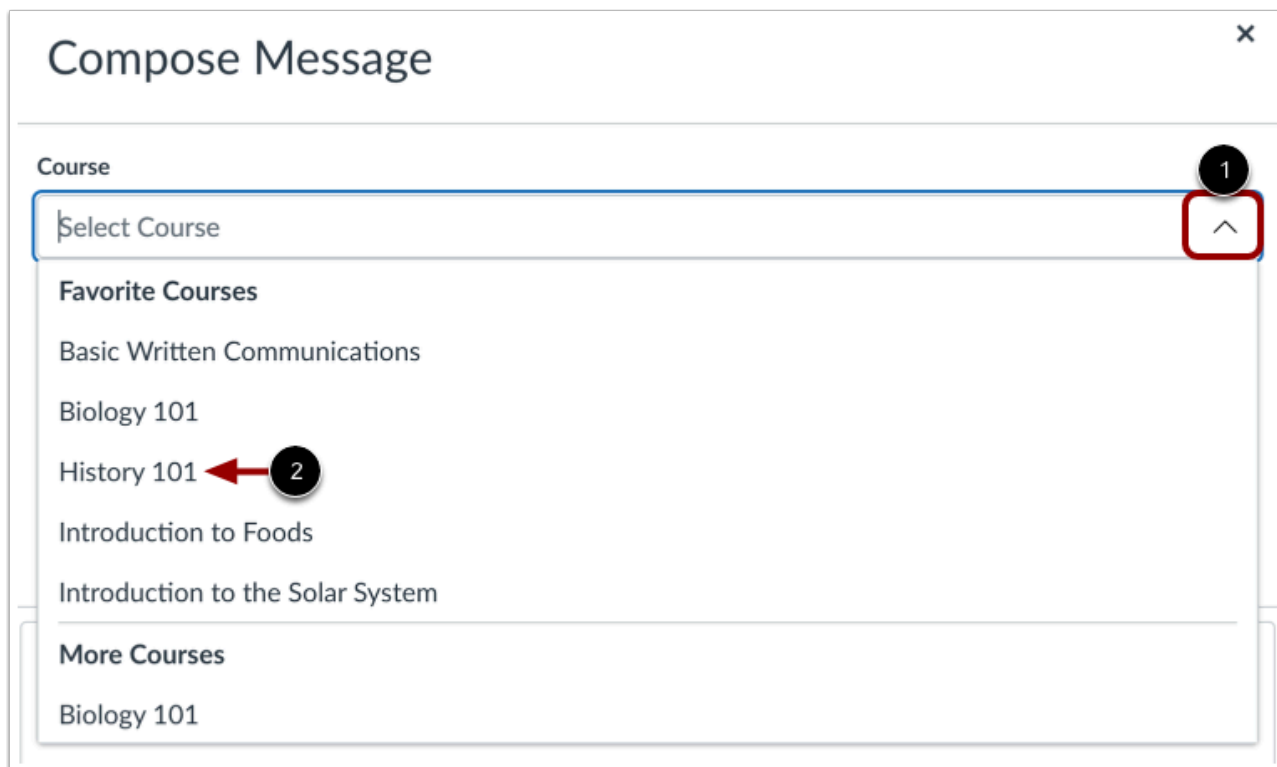 Compose Message
×
Course
1
Select Course
Favorite Courses
Basic Written Communications
Biology 101
History 101
2
Introduction to Foods
Introduction to the Solar System
More Courses
Biology 101